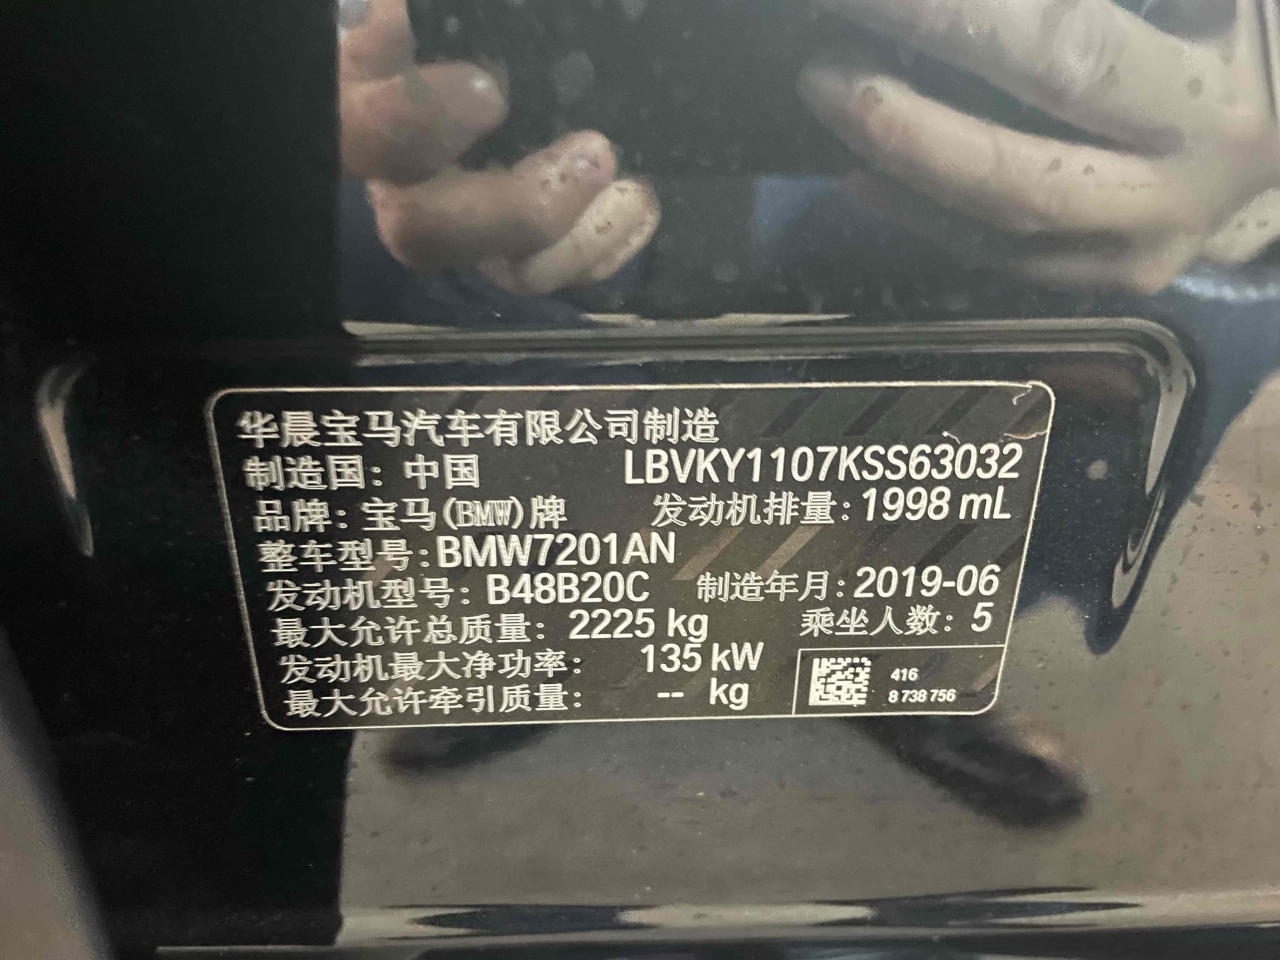 华晨宝马汽车有限公司制造
制造国：中国 LBVKY1107KSS63032
品牌：宝马(BMW)牌 发动机排量：1998 mL
整车型号：BMW7201AN
发动机型号：B48B20C 制造年月：2019-06
最大允许总质量：2225 kg 乘坐人数：5
发动机最大净功率：135 kW
最大允许牵引质量：-- kg
416
8 738 756